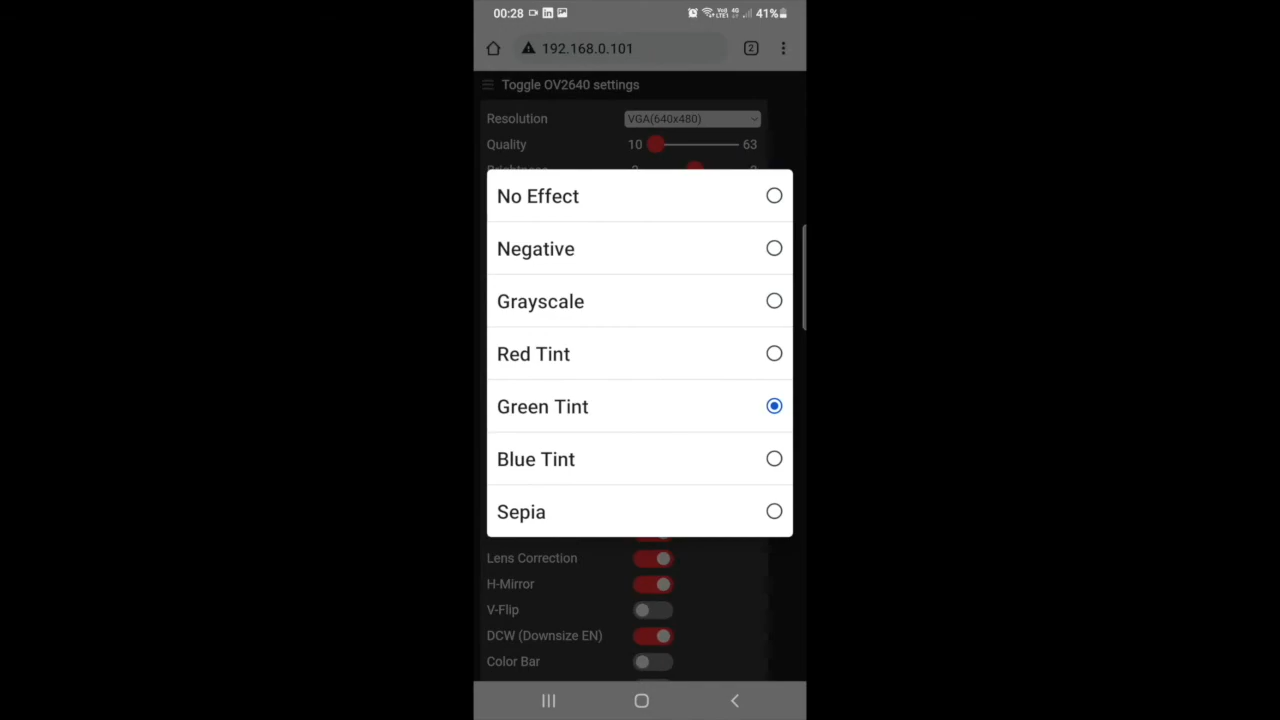 00:28 41%
192.168.0.101 2
Toggle OV2640 settings
Resolution VGA(640x480)
Quality 10 63
No Effect
Negative
Grayscale
Red Tint
Green Tint
Blue Tint
Sepia
Lens Correction
H-Mirror
V-Flip
DCW (Downsize EN)
Color Bar